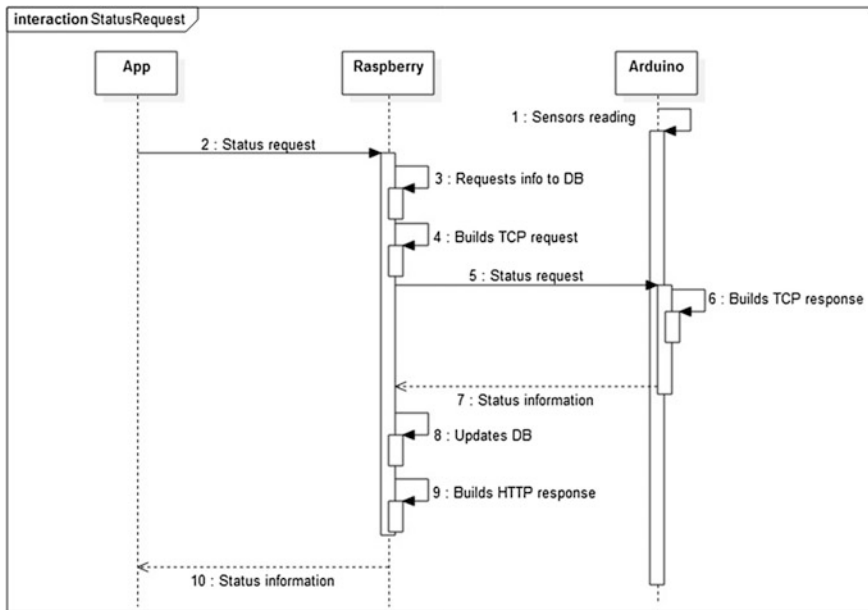 interaction StatusRequest
App
Raspberry
Arduino
1 : Sensors reading
2 : Status request
3 : Requests info to DB
4 : Builds TCP request
5 : Status request
6 : Builds TCP response
7 : Status information
8 : Updates DB
9 : Builds HTTP response
10 : Status information